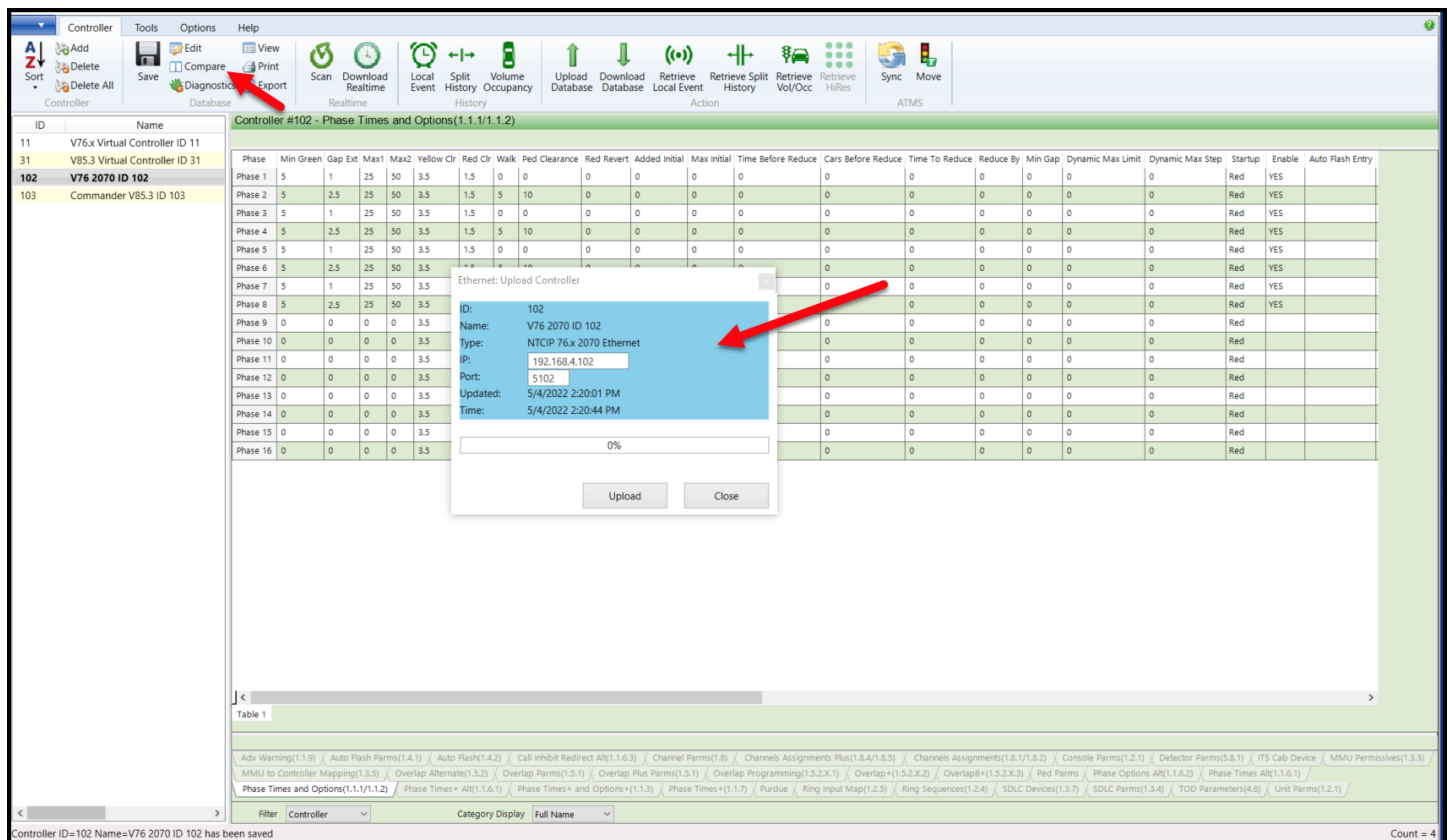 Controller Tools Options Help
Sort
Add
Delete
Delete All
Controller
Save
Edit
Compare
Diagnostics
View
Print
Export
Database
Scan
Download Realtime
Realtime
Local Event
Split History
Volume Occupancy
History
Upload Database
Download Database
Retrieve Local Event
Retrieve Split History
Retrieve Vol/Occ
Retrieve HiRes
Action
Sync
Move
ATMS
ID Name
11 V76.x Virtual Controller ID 11
31 V85.3 Virtual Controller ID 31
102 V76 2070 ID 102
103 Commander V85.3 ID 103
Controller #102 - Phase Times and Options(1.1.1/1.1.2)
Phase Min Green Gap Ext Max1 Max2 Yellow Clr Red Clr Walk Ped Clearance Red Revert Added Initial Max Initial Time Before Reduce Cars Before Reduce Time To Reduce Reduce By Min Gap Dynamic Max Limit Dynamic Max Step Startup Enable Auto Flash Entry
Phase 1 5 1 25 50 3.5 1.5 0 0 0 0 0 0 0 0 0 0 0 0 Red YES
Phase 2 5 2.5 25 50 3.5 1.5 5 10 0 0 0 0 0 0 0 0 0 0 Red YES
Phase 3 5 1 25 50 3.5 1.5 0 0 0 0 0 0 0 0 0 0 0 0 Red YES
Phase 4 5 2.5 25 50 3.5 1.5 5 10 0 0 0 0 0 0 0 0 0 0 Red YES
Phase 5 5 1 25 50 3.5 1.5 0 0 0 0 0 0 0 0 0 0 0 0 Red YES
Phase 6 5 2.5 25 50 3.5 0 0 0 0 0 0 Red YES
Phase 7 5 1 25 50 3.5 0 0 0 0 0 0 Red YES
Phase 8 5 2.5 25 50 3.5 0 0 0 0 0 Red YES
Phase 9 0 0 0 0 3.5 0 0 0 0 0 0 Red
Phase 10 0 0 0 0 3.5 0 0 0 0 0 0 Red
Phase 11 0 0 0 0 3.5 0 0 0 0 0 0 Red
Phase 12 0 0 0 0 3.5 0 0 0 0 0 0 Red
Phase 13 0 0 0 0 3.5 0 0 0 0 0 0 Red
Phase 14 0 0 0 0 3.5 0 0 0 0 0 0 Red
Phase 15 0 0 0 0 3.5 0 0 0 0 0 0 Red
Phase 16 0 0 0 0 3.5 0 0 0 0 0 0 Red
Ethernet: Upload Controller
ID: 102
Name: V76 2070 ID 102
Type: NTCIP 76.x 2070 Ethernet
IP: 192.168.4.102
Port: 5102
Updated: 5/4/2022 2:20:01 PM
Time: 5/4/2022 2:20:44 PM
0%
Upload Close
Table 1
Adv Warning(1.1.9) Auto Flash Parms(1.4.1) Auto Flash(1.4.2) Call Inhibit Redirect Alt(1.1.6.3) Channel Parms(1.8) Channels Assignments Plus(1.8.4/1.8.5) Channels Assignments(1.8.1/1.8.2) Console Parms(1.2.1) Detector Parms(5.8.1) ITS Cab Device MMU Permissives(1.3.3)
MMU to Controller Mapping(1.3.5) Overlap Alternate(1.5.2) Overlap Parms(1.5.1) Overlap Plus Parms(1.5.1) Overlap Programming(1.5.2.X.1) Overlap+(1.5.2.X.2) Overlap8+(1.5.2.X.3) Ped Parms Phase Options Alt(1.1.6.2) Phase Times Alt(1.1.6.1)
Phase Times and Options(1.1.1/1.1.2) Phase Times+ Alt(1.1.6.1) Phase Times+ and Options+(1.1.3) Phase Times+(1.1.7) Purdue Ring Input Map(1.2.5) Ring Sequences(1.2.4) SDLC Devices(1.3.7) SDLC Parms(1.3.4) TOD Parameters(4.6) Unit Parms(1.2.1)
Filter Controller Category Display Full Name
Controller ID=102 Name=V76 2070 ID 102 has been saved Count = 4